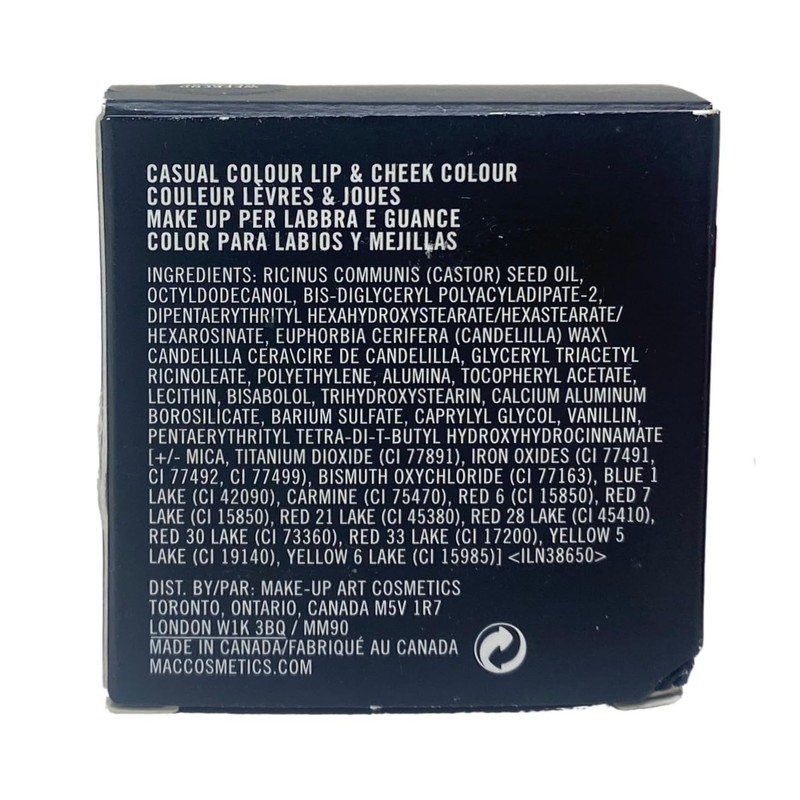 CASUAL COLOUR LIP & CHEEK COLOUR
COULEUR LÈVRES & JOUES
MAKE UP PER LABBRA E GUANCE
COLOR PARA LABIOS Y MEJILLAS
INGREDIENTS: RICINUS COMMUNIS (CASTOR) SEED OIL,
OCTYLDODECANOL, BIS-DIGLYCERYL POLYACYLADIPATE-2,
DIPENTAERYTHRITYL HEXAHYDROXYSTEARATE/HEXASTEARATE/
HEXAROSINATE, EUPHORBIA CERIFERA (CANDELILLA) WAX\
CANDELILLA CERA\CIRE DE CANDELILLA, GLYCERYL TRIACETYL
RICINOLEATE, POLYETHYLENE, ALUMINA, TOCOPHERYL ACETATE,
LECITHIN, BISABOLOL, TRIHYDROXYSTEARIN, CALCIUM ALUMINUM
BOROSILICATE, BARIUM SULFATE, CAPRYLYL GLYCOL, VANILLIN,
PENTAERYTHRITYL TETRA-DI-T-BUTYL HYDROXYHYDROCINNAMATE
[+/- MICA, TITANIUM DIOXIDE (CI 77891), IRON OXIDES (CI 77491,
CI 77492, CI 77499), BISMUTH OXYCHLORIDE (CI 77163), BLUE 1
LAKE (CI 42090), CARMINE (CI 75470), RED 6 (CI 15850), RED 7
LAKE (CI 15850), RED 21 LAKE (CI 45380), RED 28 LAKE (CI 45410),
RED 30 LAKE (CI 73360), RED 33 LAKE (CI 17200), YELLOW 5
LAKE (CI 19140), YELLOW 6 LAKE (CI 15985)] <ILN38650>
DIST. BY/PAR: MAKE-UP ART COSMETICS
TORONTO, ONTARIO, CANADA M5V 1R7
LONDON W1K 3BQ / MM90
MADE IN CANADA/FABRIQUÉ AU CANADA
MACCOSMETICS.COM